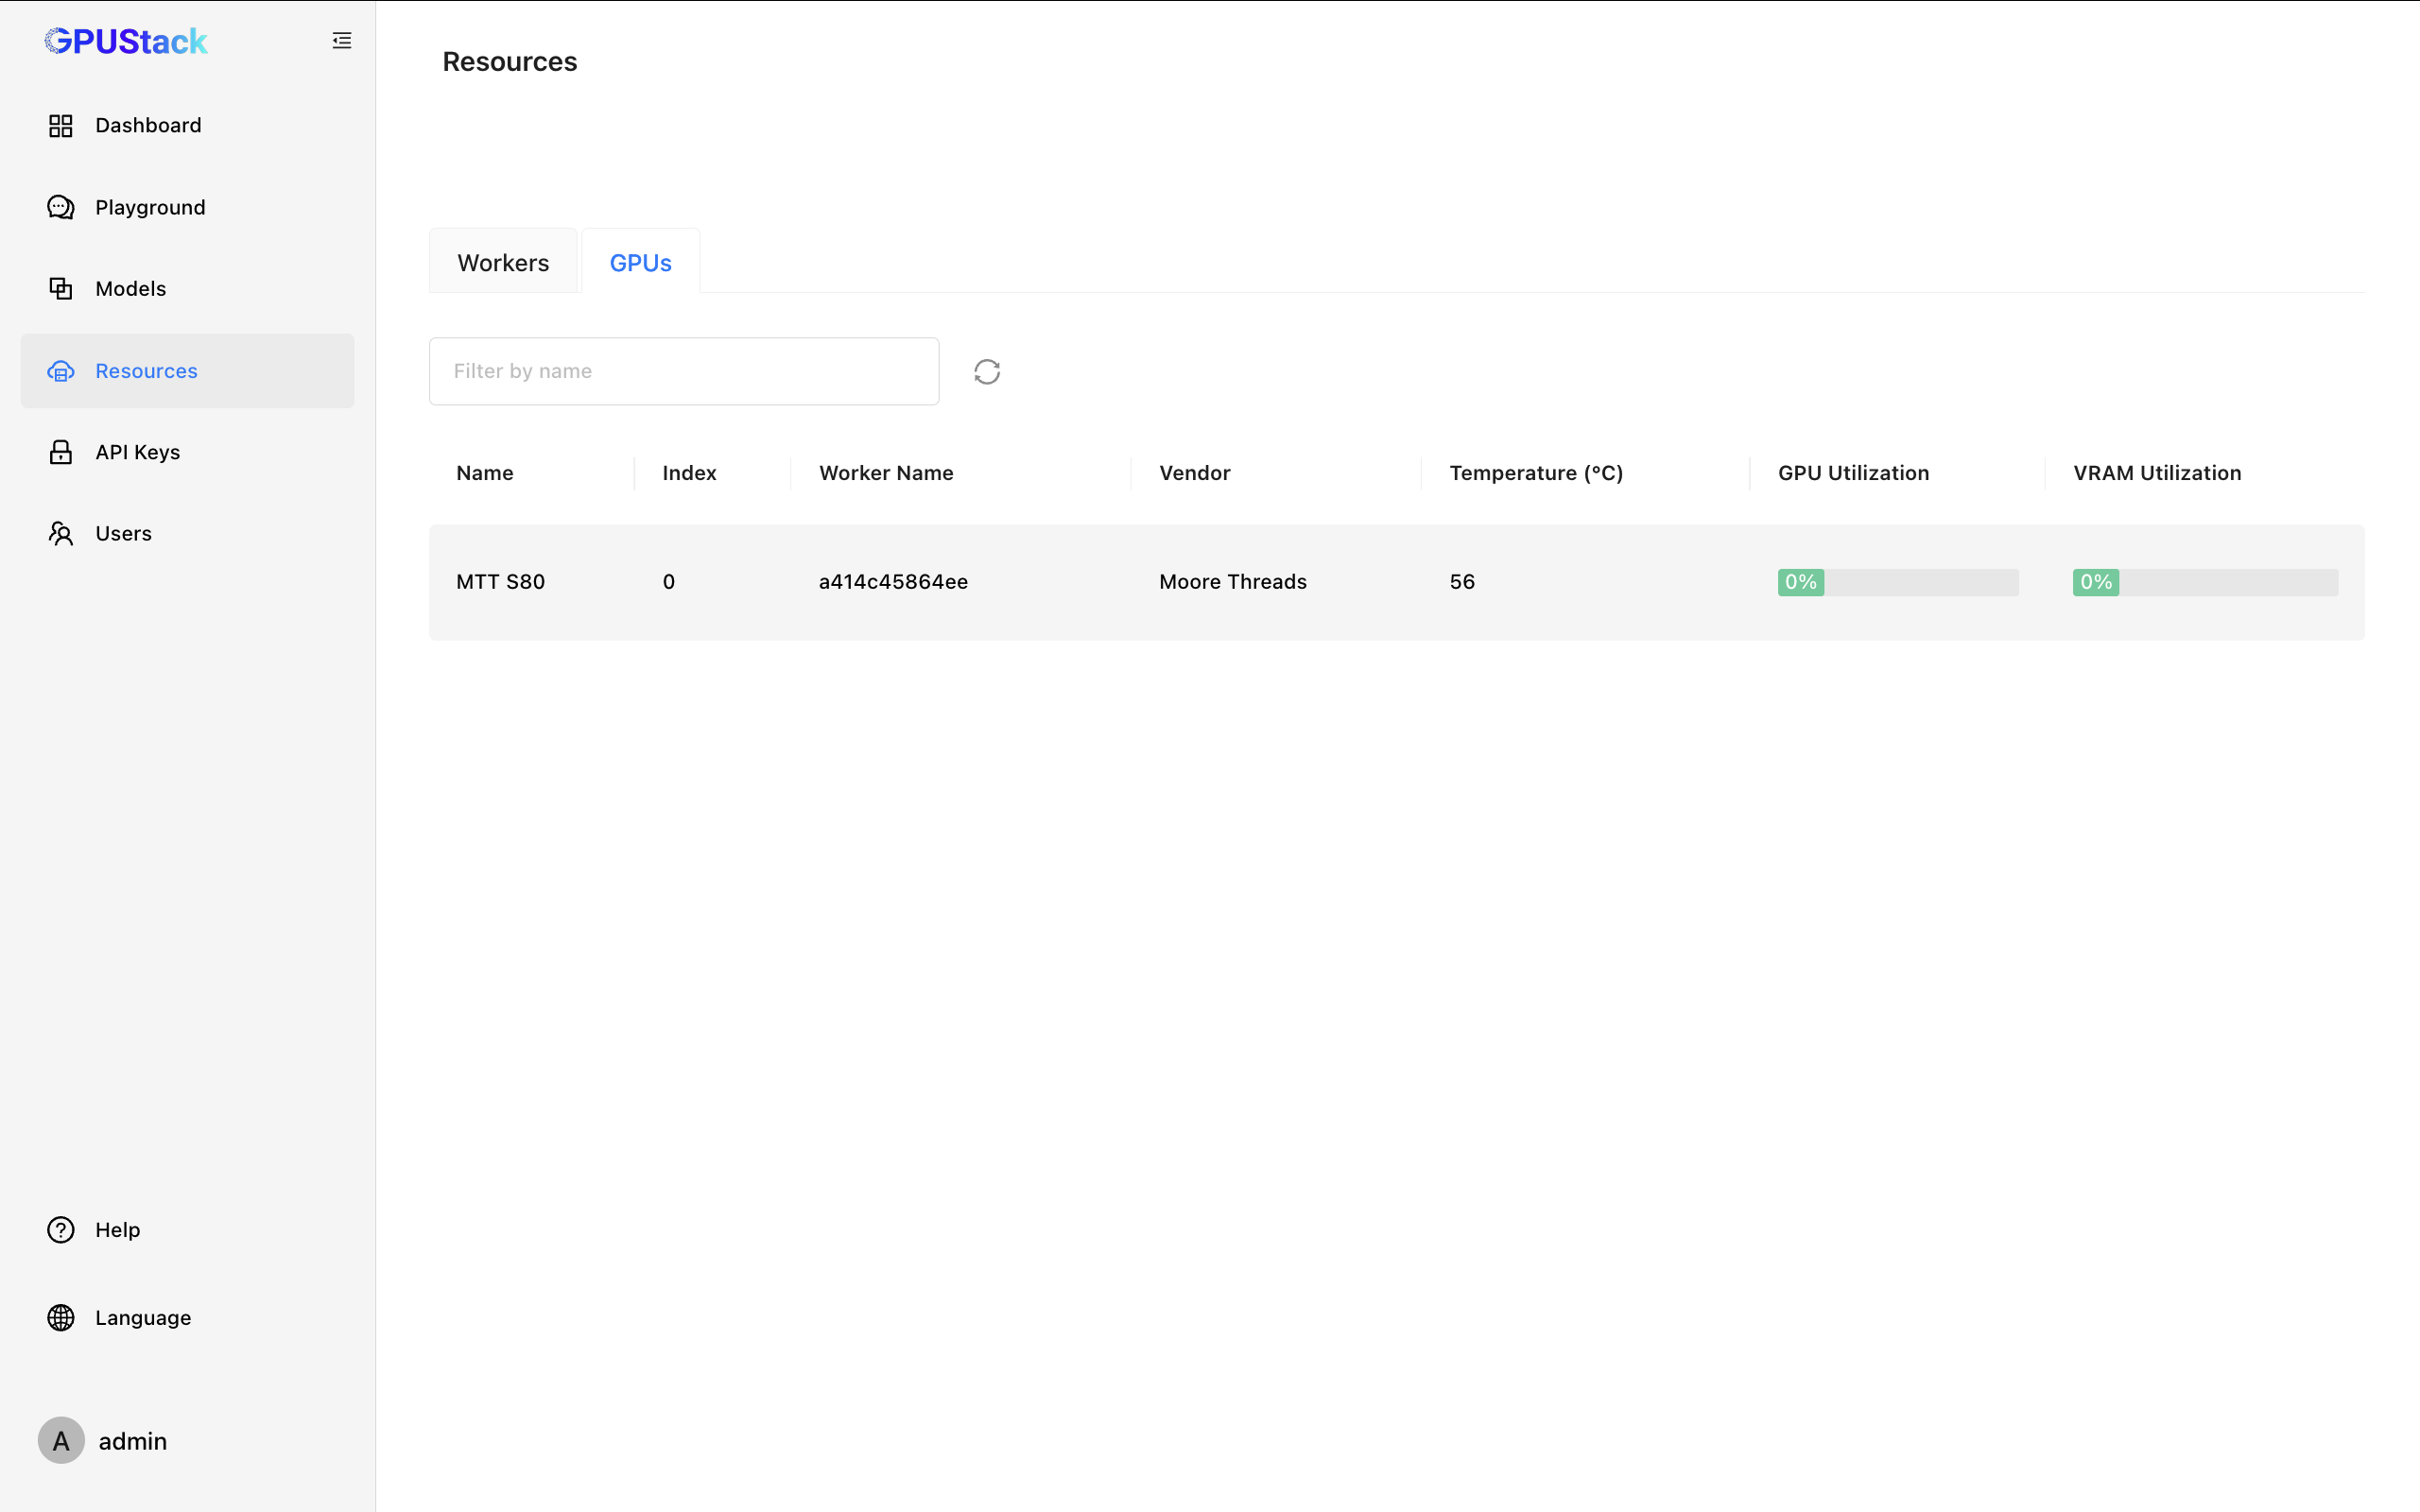 GPUStack
Dashboard
Playground
Models
Resources
API Keys
Users
Help
Language
A admin
Resources
Workers GPUs
Filter by name
Name Index Worker Name Vendor Temperature (°C) GPU Utilization VRAM Utilization
MTT S80 0 a414c45864ee Moore Threads 56 0% 0%